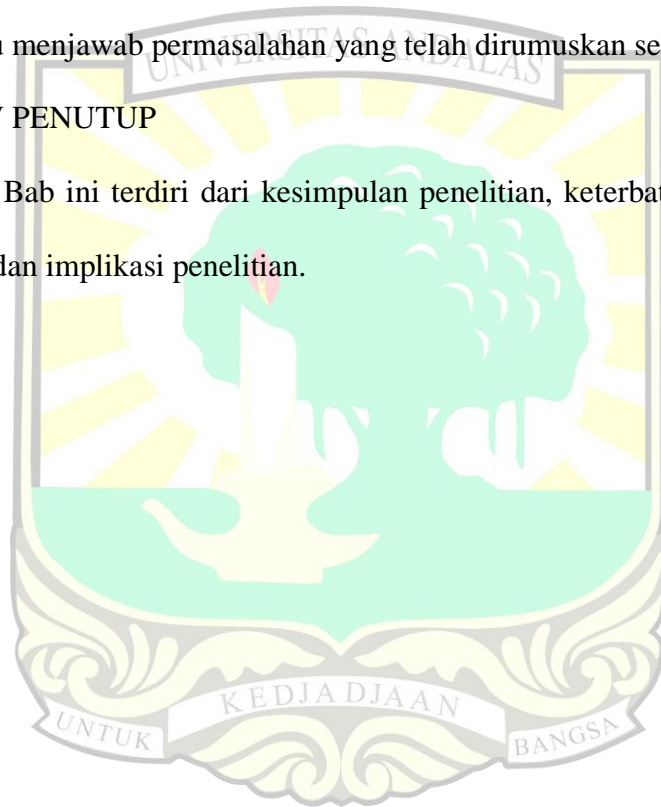 menjawab permasalahan yang telah dirumuskan se
UNIVERSITAS ANDALAS
PENUTUP
Bab ini terdiri dari kesimpulan penelitian, keterbat
dan implikasi penelitian.
UNTUK KEDJADJAAN BANGSA